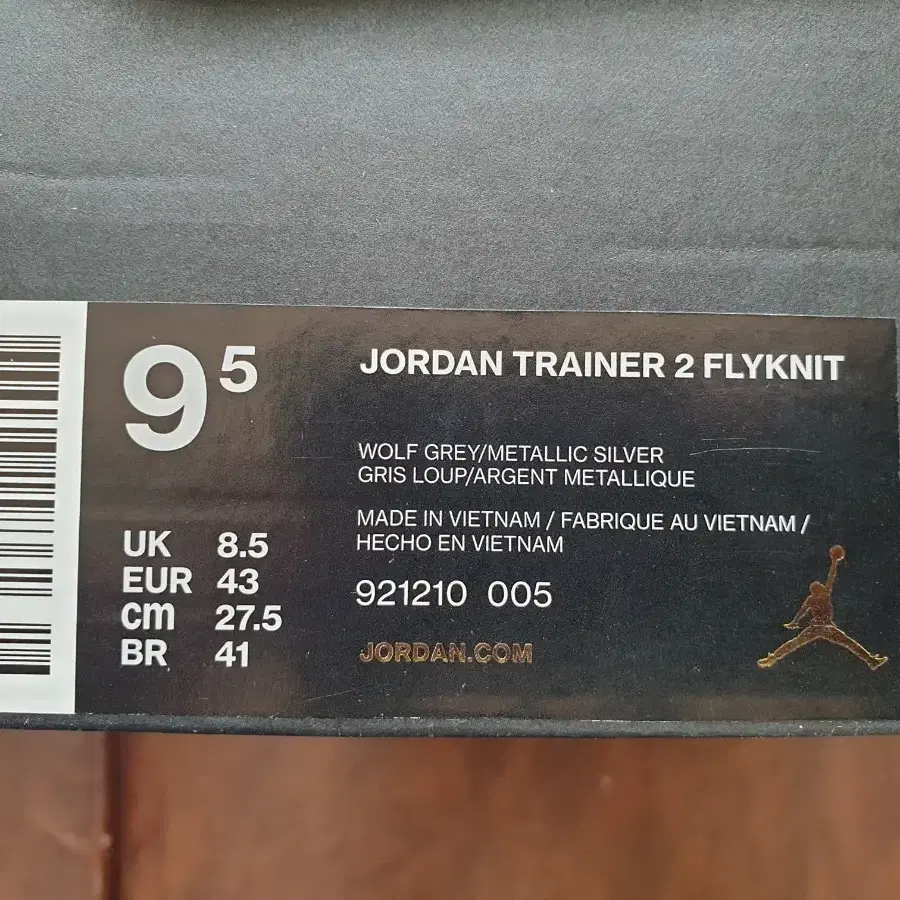 9 5
JORDAN TRAINER 2 FLYKNIT
WOLF GREY/METALLIC SILVER
GRIS LOUP/ARGENT METALLIQUE
MADE IN VIETNAM / FABRIQUE AU VIETNAM /
HECHO EN VIETNAM
921210 005
JORDAN.COM
UK 8.5
EUR 43
cm 27.5
BR 41